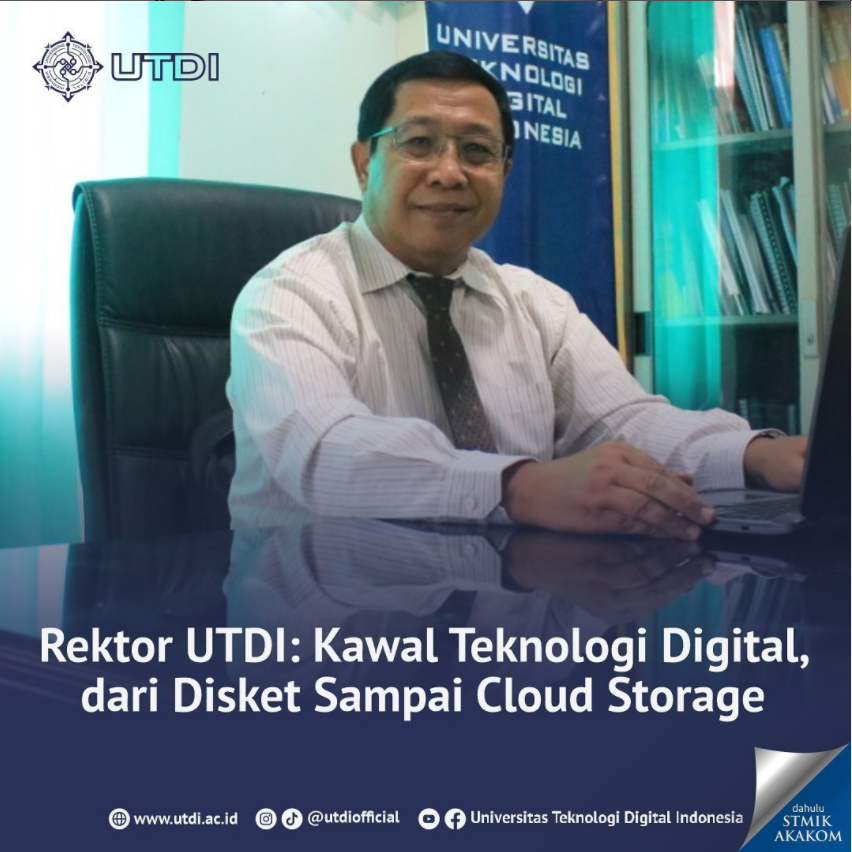 UTDI
UNIVERSITAS
TEKNOLOGI
DIGITAL
INDONESIA
Rektor UTDI: Kawal Teknologi Digital,
dari Disket Sampai Cloud Storage
www.utdi.ac.id @utdiofficial Universitas Teknologi Digital Indonesia
dahulu
STMIK
AKAKOM